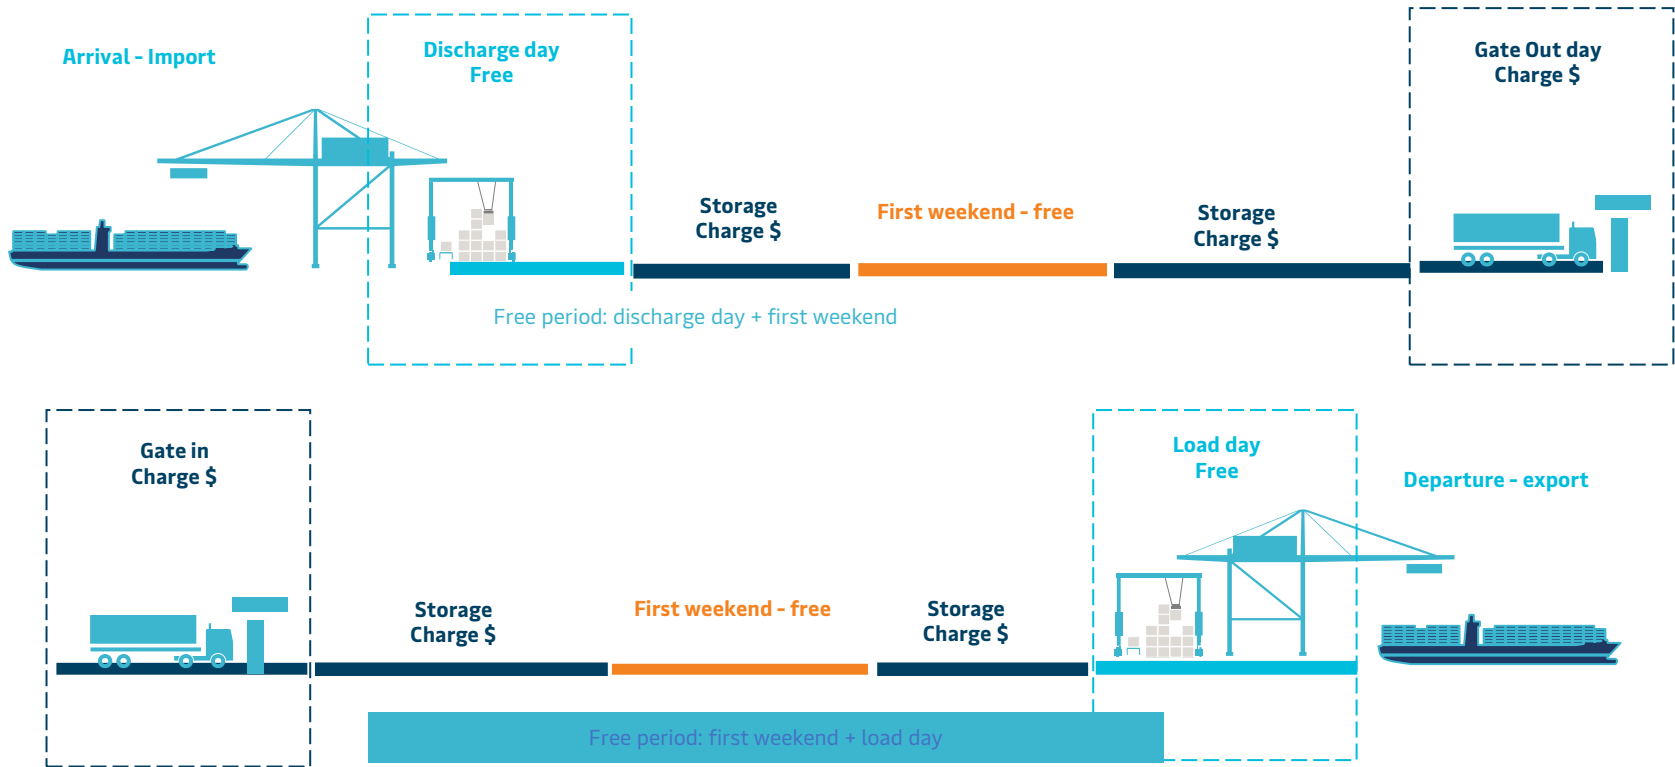 Arrival - Import
Discharge day
Free
Gate Out day
Charge $
Storage
Charge $
First weekend - free
Storage
Charge $
Free period: discharge day + first weekend
Gate in
Charge $
Load day
Free
Departure - export
Storage
Charge $
First weekend - free
Storage
Charge $
Free period: first weekend + load day